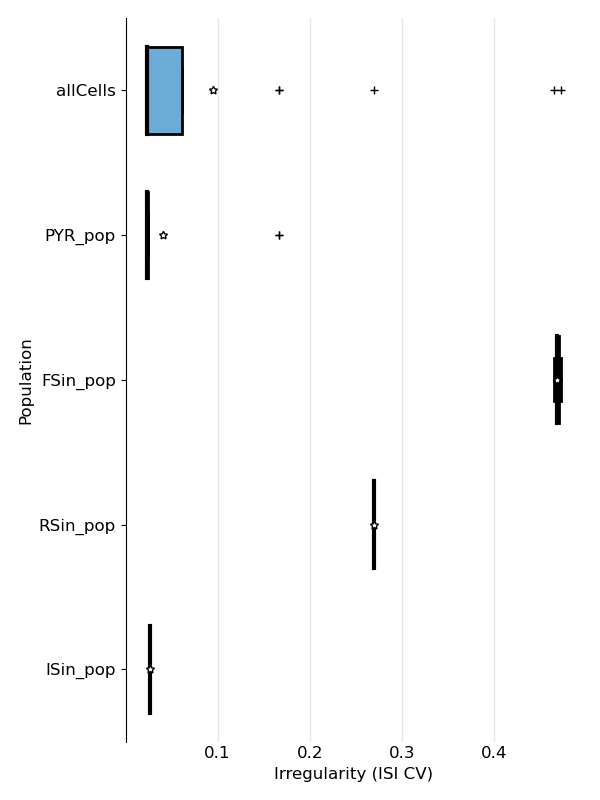 allCells
PYR_pop
FSin_pop
RSin_pop
ISin_pop
Population
0.1 0.2 0.3 0.4
Irregularity (ISI CV)